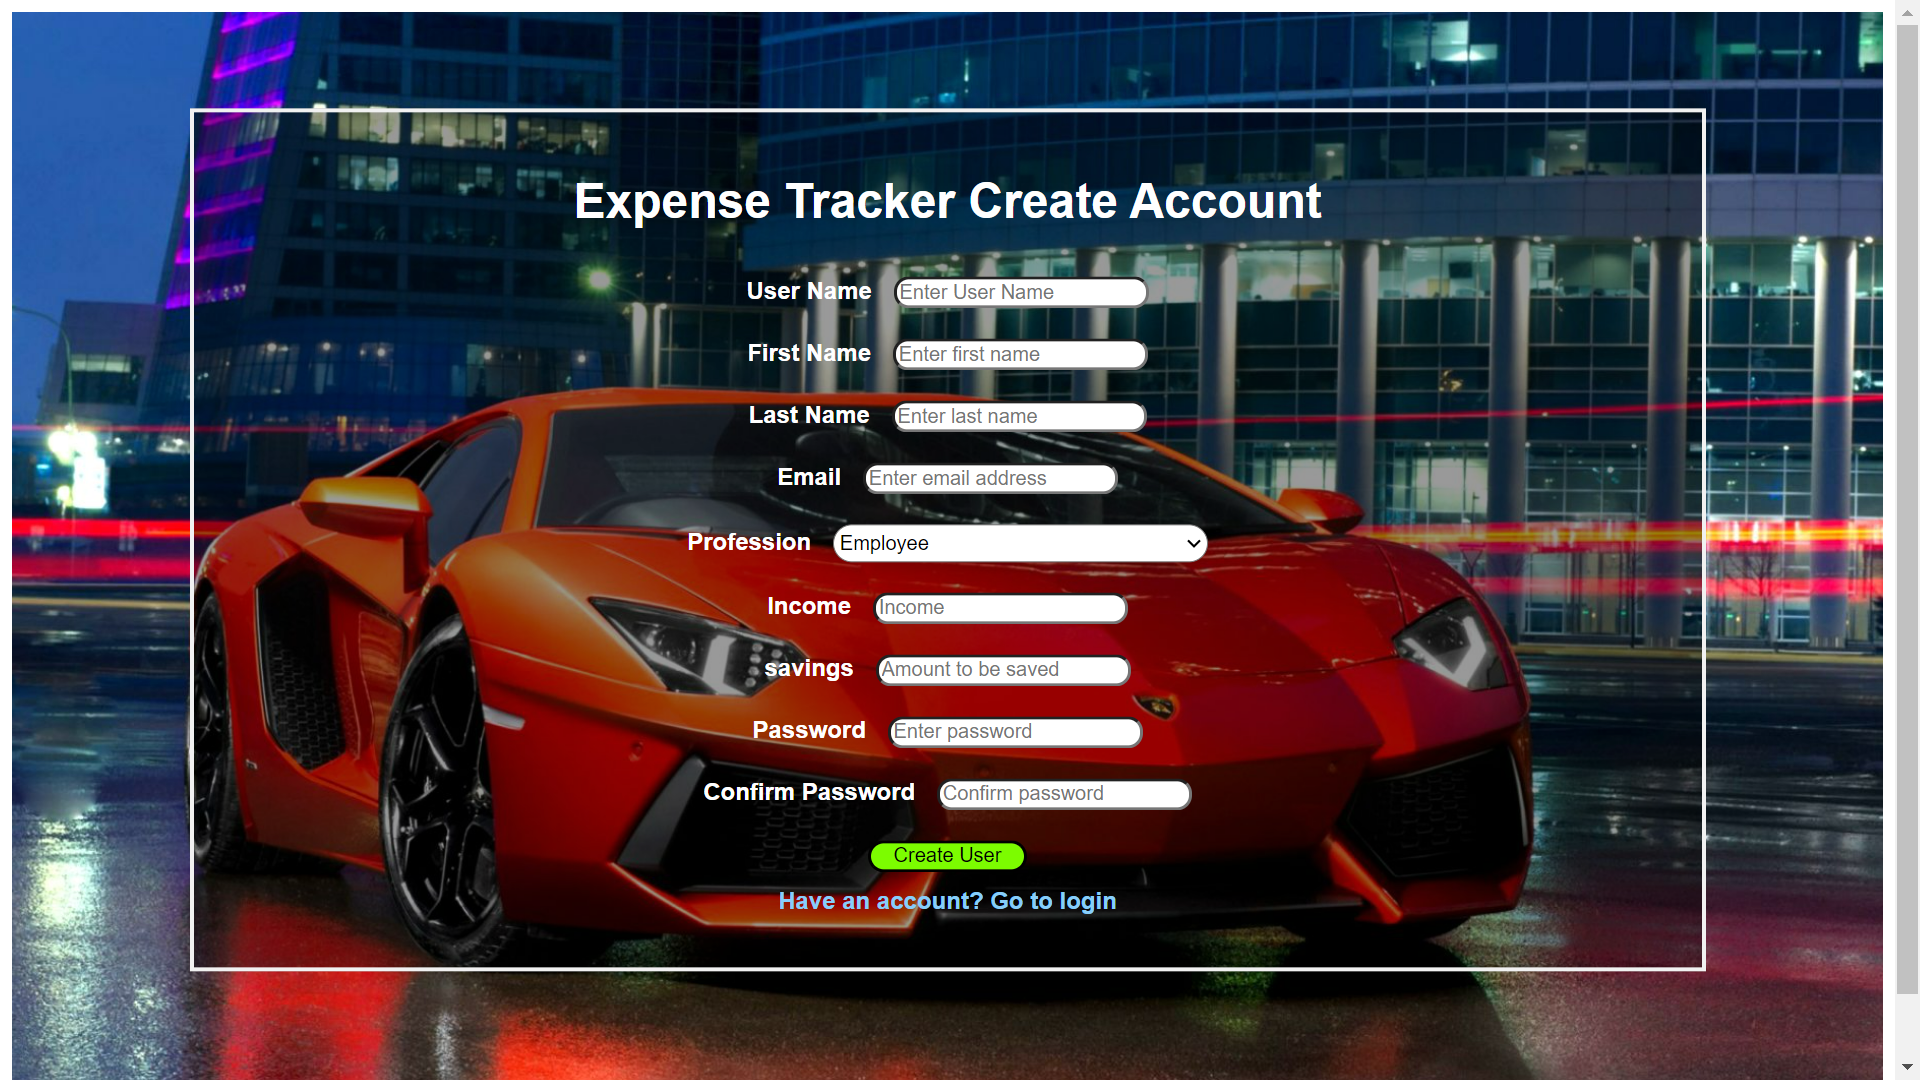 Expense Tracker Create Account
User Name Enter User Name
First Name Enter first name
Last Name Enter last name
Email Enter email address
Profession Employee
Income Income
savings Amount to be saved
Password Enter password
Confirm Password Confirm password
Create User
Have an account? Go to login